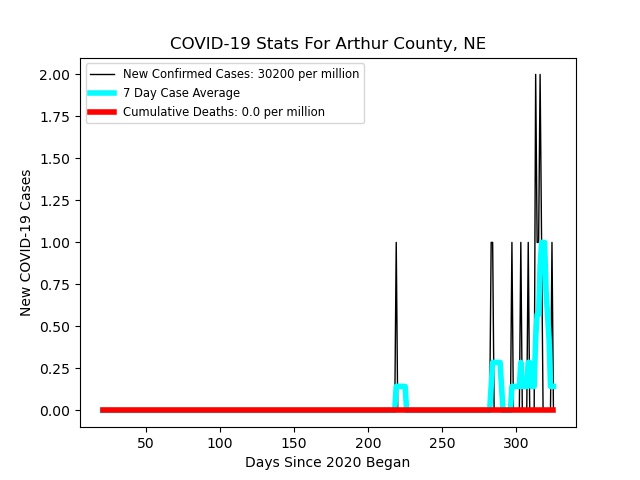 COVID-19 Stats For Arthur County, NE
New Confirmed Cases: 30200 per million
7 Day Case Average
Cumulative Deaths: 0.0 per million
New COVID-19 Cases
2.00
1.75
1.50
1.25
1.00
0.75
0.50
0.25
0.00
50
100
150
200
250
300
Days Since 2020 Began